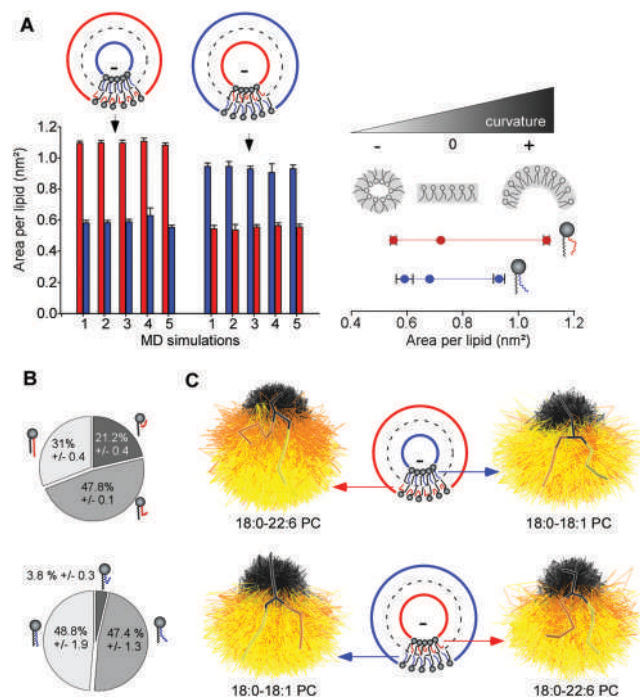 A
-
-
curvature
- 0 +
Area per lipid (nm²)
1.2
1.0
0.8
0.6
0.4
0.2
0.0
1 2 3 4 5 1 2 3 4 5
MD simulations
0.4 0.6 0.8 1.0 1.2
Area per lipid (nm²)
B
31%
+/- 0.4
21.2%
+/- 0.4
47.8%
+/- 0.1
3.8 % +/- 0.3
48.8%
+/- 1.9
47.4 %
+/- 1.3
C
-
18:0-22:6 PC
18:0-18:1 PC
-
18:0-18:1 PC
18:0-22:6 PC